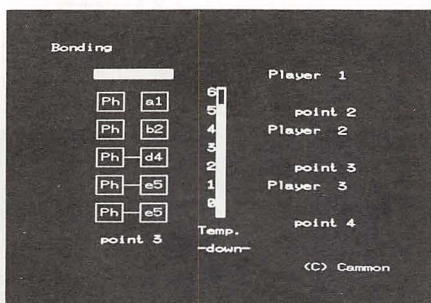 Bonding
Player 1
Ph a1
6
5
point 2
Ph b2
4
Player 2
3
Ph d4
2
point 3
Ph e5
1
Player 3
0
Ph e5
point 4
point 3
Temp.
-down-
(C) Cammon